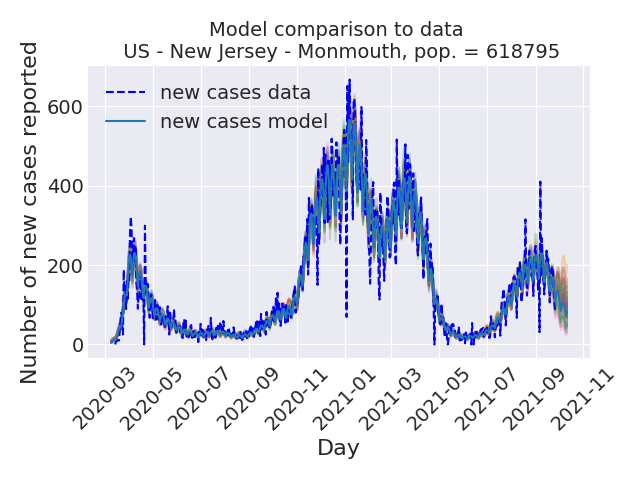 Model comparison to data
US - New Jersey - Monmouth, pop. = 618795
Number of new cases reported
600
400
200
0
new cases data
new cases model
2020-03
2020-05
2020-07
2020-09
2020-11
2021-01
2021-03
2021-05
2021-07
2021-09
2021-11
Day